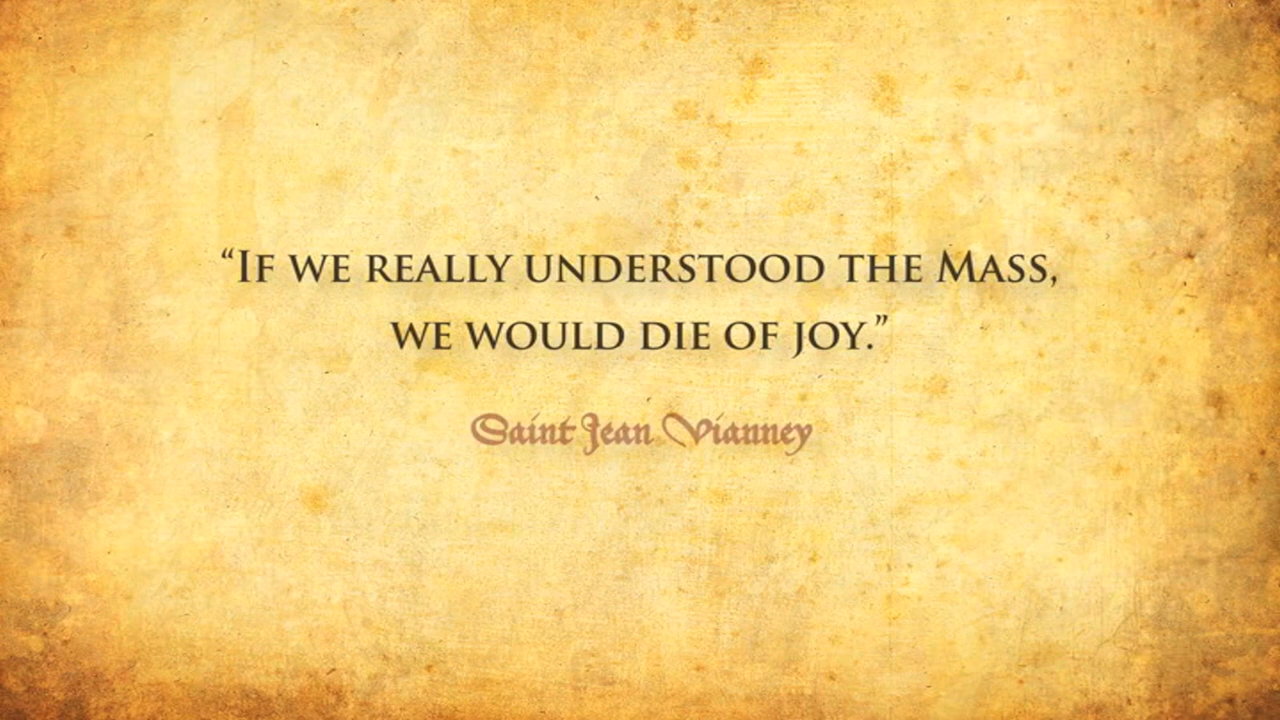 “If we really understood the Mass,
we would die of joy.”
Saint Jean Vianney